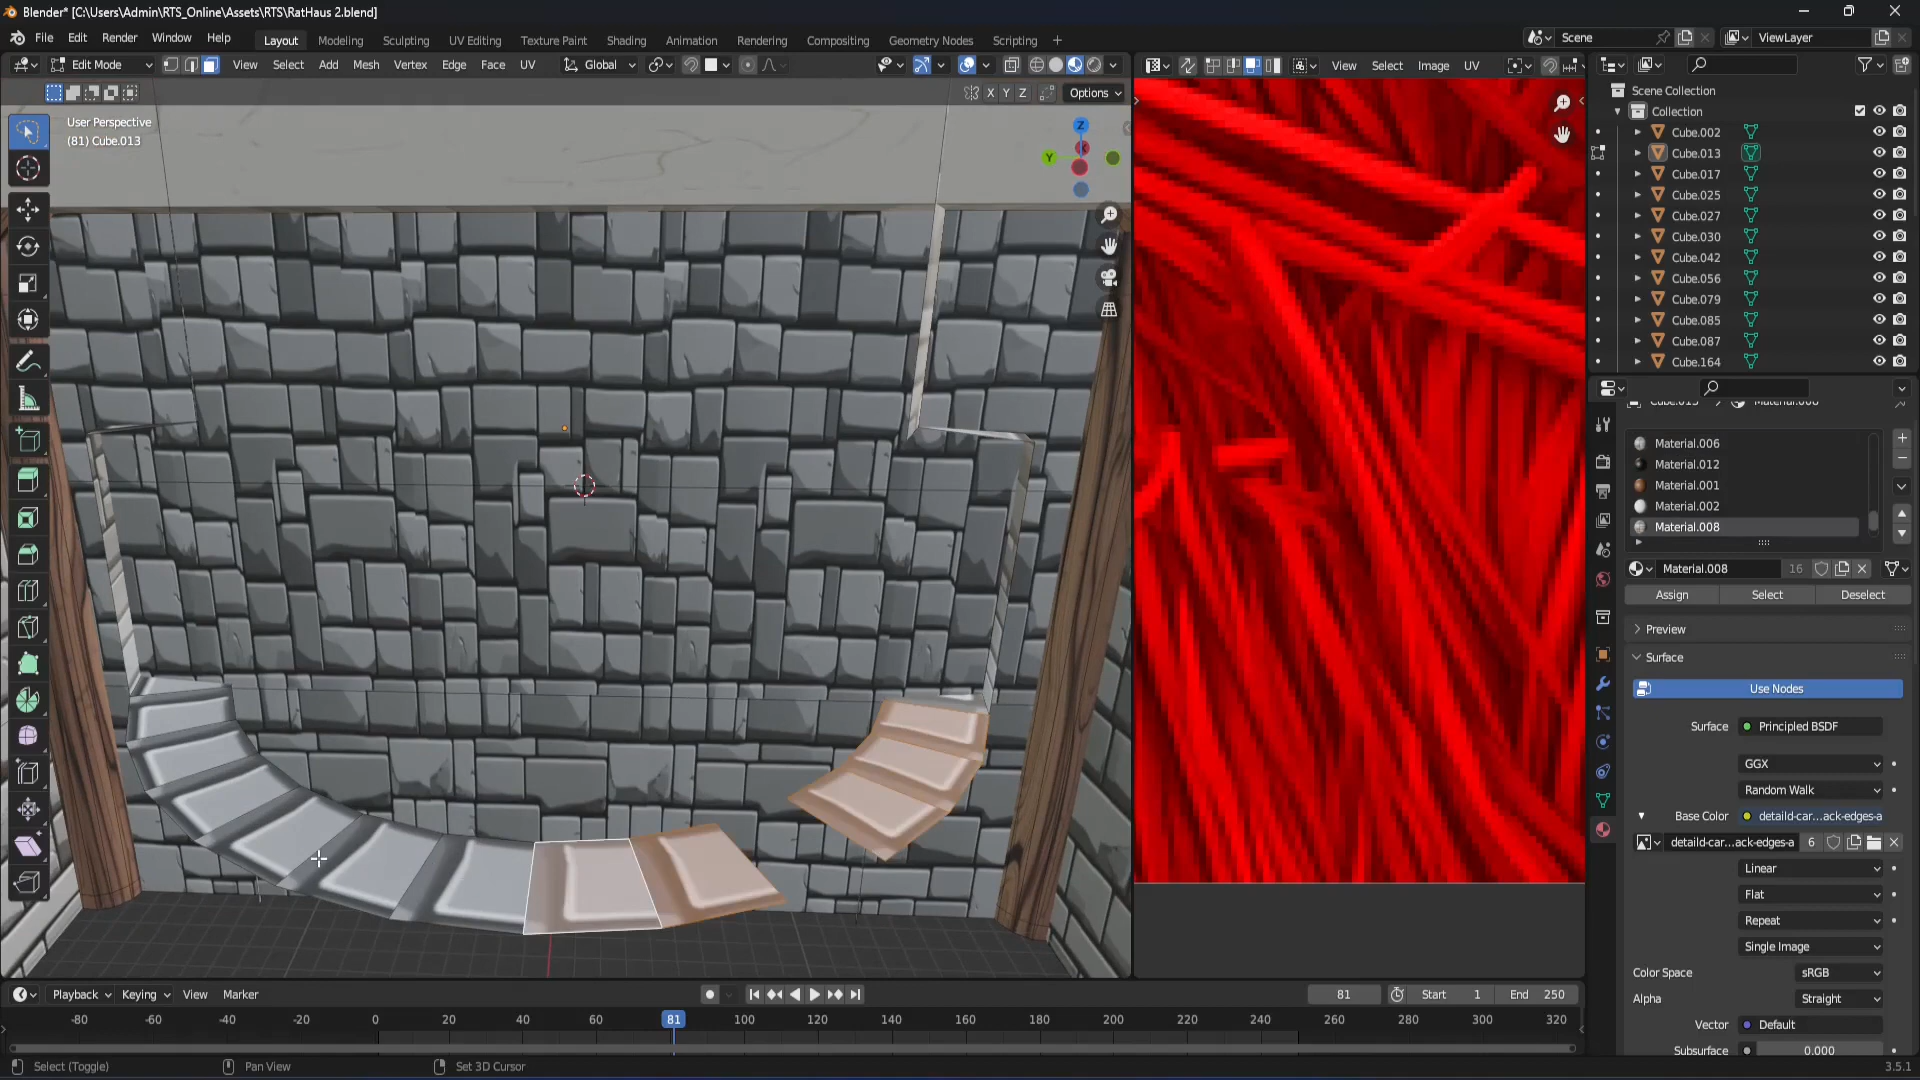 Blender* [C:\Users\Admin\RTS_Online\Assets\RTS\RatHaus 2.blend]
File Edit Render Window Help Layout Modeling Sculpting UV Editing Texture Paint Shading Animation Rendering Compositing Geometry Nodes Scripting + Scene ViewLayer
Edit Mode View Select Add Mesh Vertex Edge Face UV Global View Select Image UV
X Y Z Options
User Perspective
(81) Cube.013
Z
Y
Scene Collection
Collection
Cube.002
Cube.013
Cube.017
Cube.025
Cube.027
Cube.030
Cube.042
Cube.056
Cube.079
Cube.085
Cube.087
Cube.164
Material.006
Material.012
Material.001
Material.002
Material.008
Material.008 16
Assign Select Deselect
Preview
Surface
Use Nodes
Surface Principled BSDF
GGX
Random Walk
Base Color detaild-car...ack-edges-a
detaild-car...ack-edges-a 6
Linear
Flat
Repeat
Single Image
Color Space sRGB
Alpha Straight
Vector Default
Subsurface 0.000
Playback Keying View Marker 81 Start 1 End 250
-80 -60 -40 -20 0 20 40 60 81 100 120 140 160 180 200 220 240 260 280 300 320
Select (Toggle) Pan View Set 3D Cursor 3.5.1